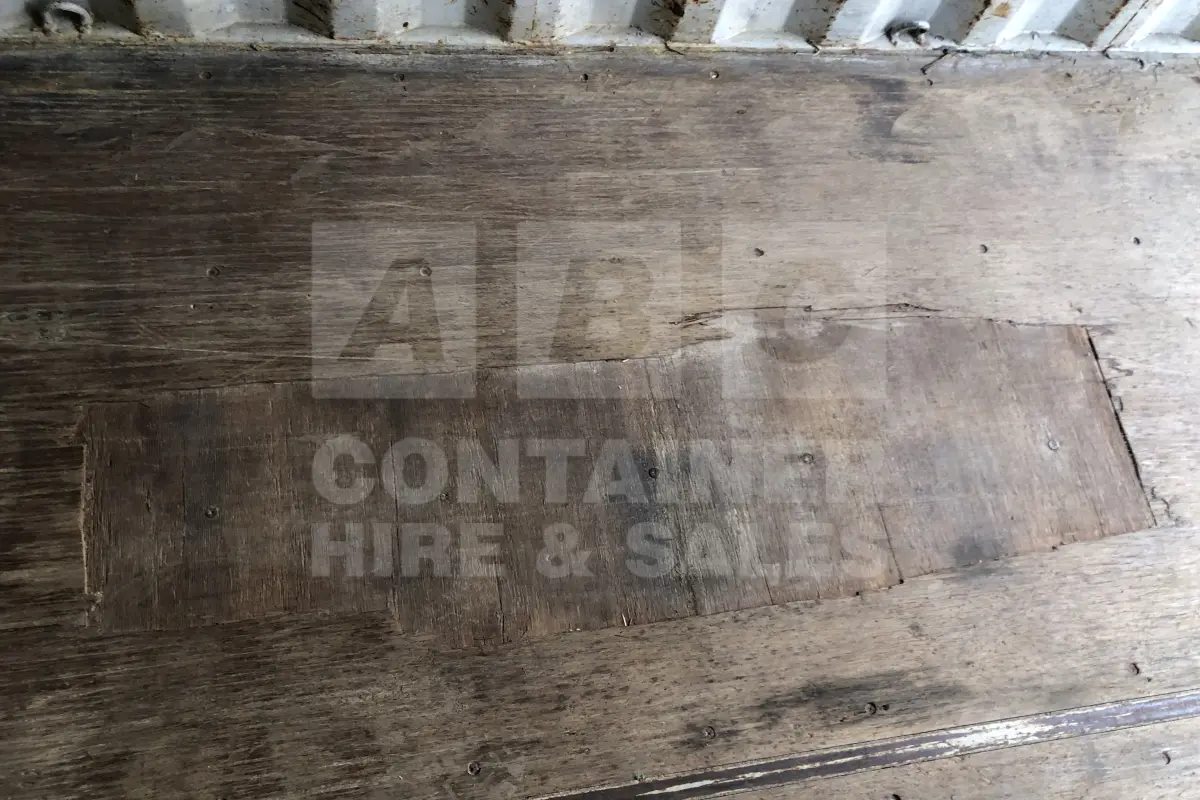 ABC
CONTAINER
HIRE & SALES